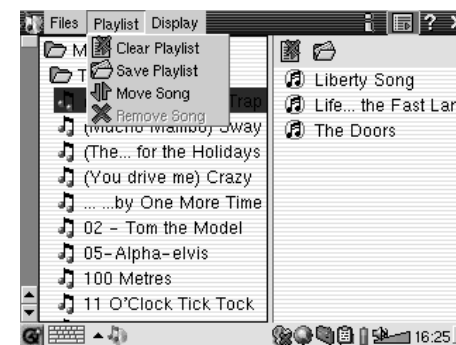 Files Playlist Display ?
M
T
Clear Playlist
Save Playlist
Move Song
Remove Song
Trap
(Mucho Mambo) Sway
(The... for the Holidays
(You drive me) Crazy
... ...by One More Time
02 - Tom the Model
05-Alpha-elvis
100 Metres
11 O'Clock Tick Tock
Liberty Song
Life... the Fast Lan
The Doors
16:25